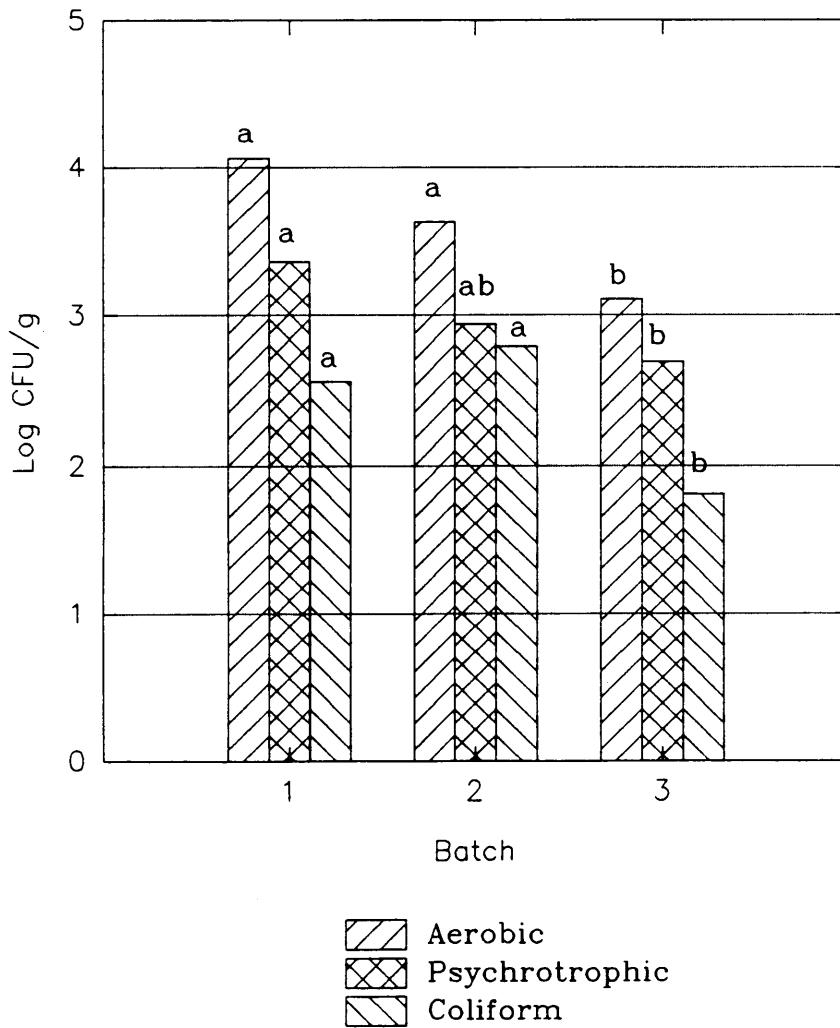 5
4
3
2
1
0
Log CFU/g
a
a
a
a
ab
a
b
b
b
1 2 3
Batch
Aerobic
Psychrotrophic
Coliform